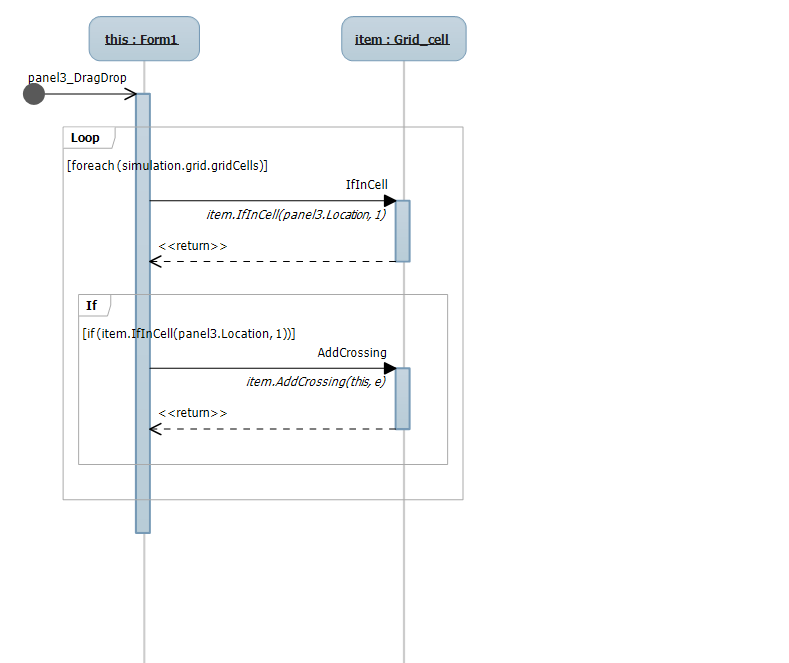 this : Form1
item : Grid_cell
panel3_DragDrop
Loop
[foreach (simulation.grid.gridCells)]
IfInCell
item.IfInCell(panel3.Location, 1)
<<return>>
If
[if (item.IfInCell(panel3.Location, 1))]
AddCrossing
item.AddCrossing(this, e)
<<return>>